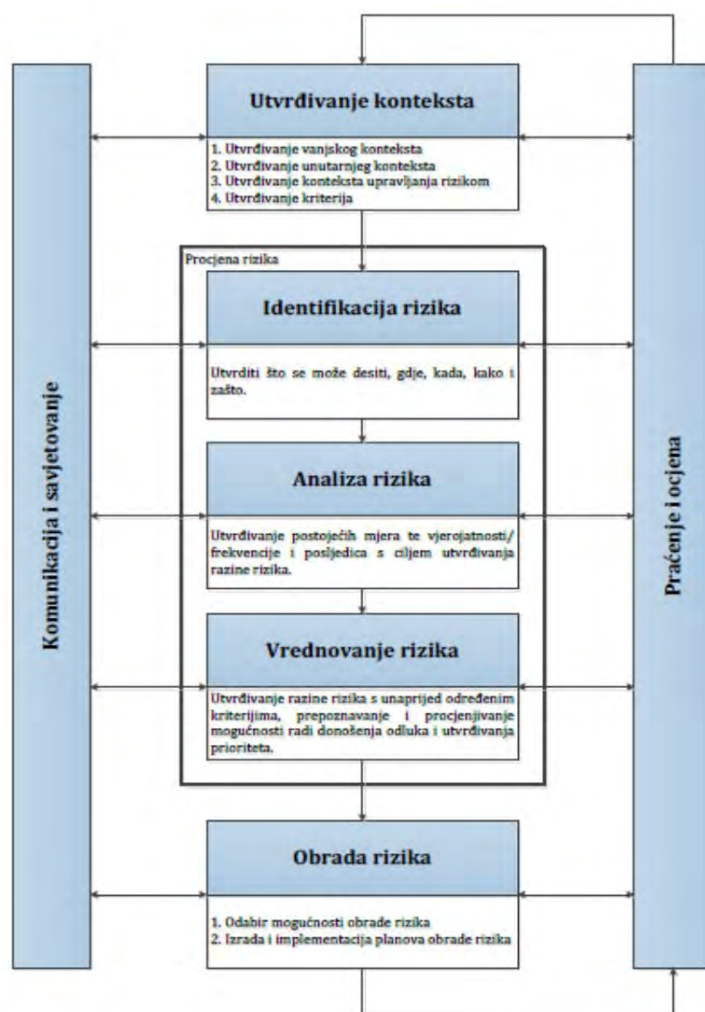 Utvrđivanje konteksta
1. Utvrđivanje vanjskog konteksta
2. Utvrđivanje unutarnjeg konteksta
3. Utvrđivanje konteksta upravljanja rizikom
4. Utvrđivanje kriterija
Procjena rizika
Identifikacija rizika
Utvrditi što se može desiti, gdje, kada, kako i
zašto.
Analiza rizika
Utvrđivanje postojećih mjera te vjerojatnosti/
frekvencije i posljedica s ciljem utvrđivanja
razine rizika.
Vrednovanje rizika
Utvrđivanje razine rizika s unaprijed određenim
kriterijima, prepoznavanje i procjenjivanje
mogućnosti radi donošenja odluka i utvrđivanja
prioriteta.
Obrada rizika
1. Odabir mogućnosti obrade rizika
2. Izrada i implementacija planova obrade rizika
Komunikacija i savjetovanje
Praćenje i ocjena